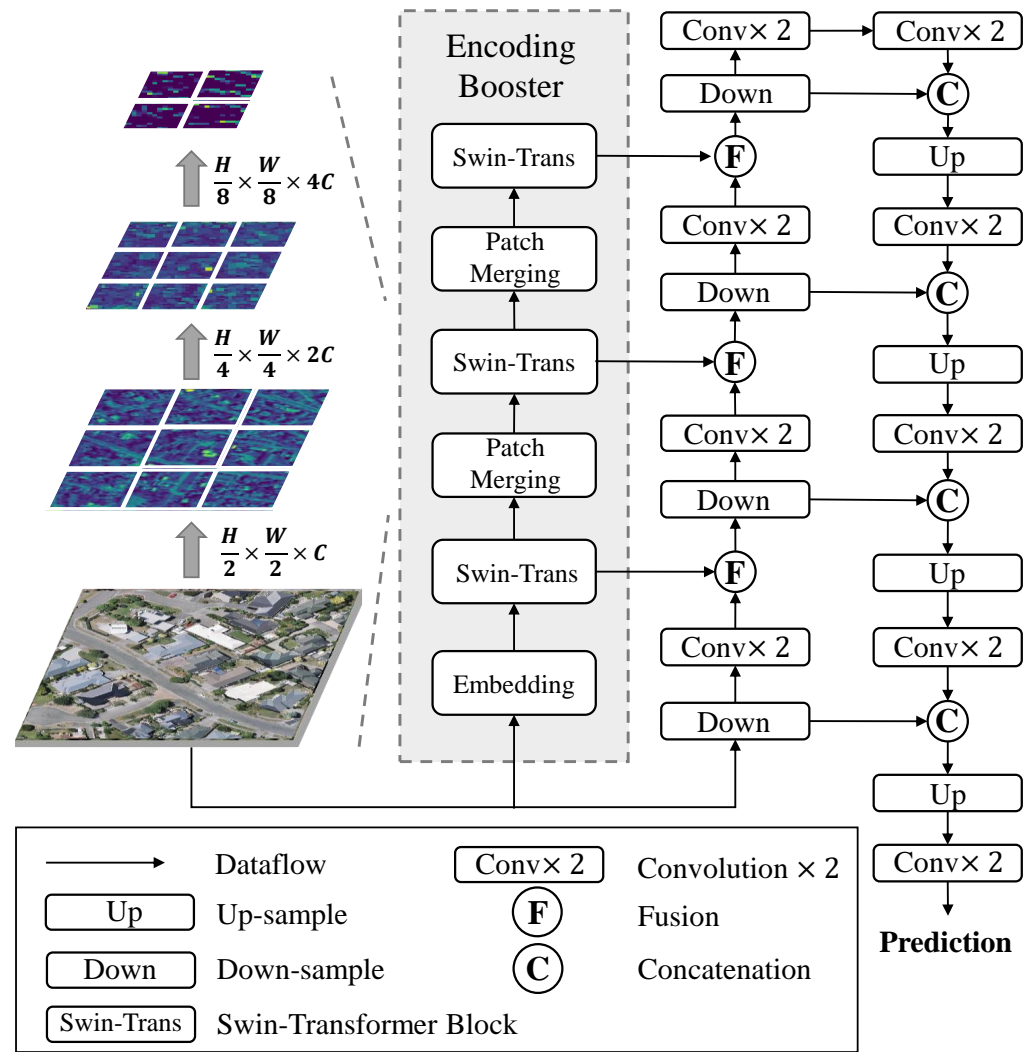 Encoding
Booster
Swin-Trans
Patch
Merging
Swin-Trans
Patch
Merging
Swin-Trans
Embedding
H/8 × W/8 × 4C
H/4 × W/4 × 2C
H/2 × W/2 × C
Conv× 2
Down
F
Conv× 2
Down
F
Conv× 2
Down
F
Conv× 2
Down
Conv× 2
C
Up
Conv× 2
C
Up
Conv× 2
C
Up
Conv× 2
C
Up
Conv× 2
Prediction
Dataflow
Conv× 2 Convolution × 2
Up Up-sample
F Fusion
Down Down-sample
C Concatenation
Swin-Trans Swin-Transformer Block